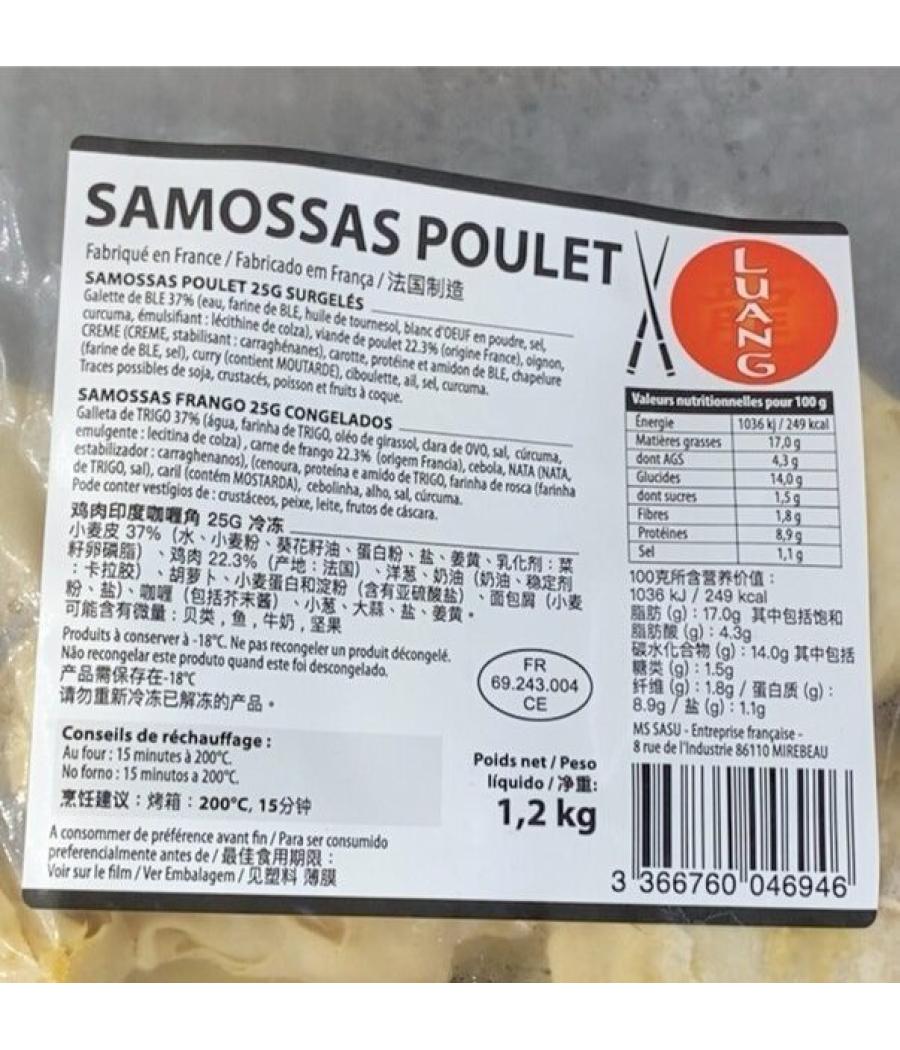 SAMOSSAS POULET
Fabriqué en France / Fabricado em França / 法国制造
SAMOSSAS POULET 25G SURGELÉS
Galette de BLE 37% (eau, farine de BLE, huile de tournesol, blanc d'OEUF en poudre, sel,
curcuma, émulsifiant : lécithine de colza), viande de poulet 22.3% (origine France), oignon,
CREME (CREME, stabilisant : carraghénanes), carotte, protéine et amidon de BLE, chapelure
(farine de BLE, sel), curry (contient MOUTARDE), ciboulette, ail, sel, curcuma.
Traces possibles de soja, crustacés, poisson et fruits à coque.
SAMOSSAS FRANGO 25G CONGELADOS
Galleta de TRIGO 37% (água, farinha de TRIGO, oléo de girassol, clara de OVO, sal, cúrcuma,
emulgente : lecitina de colza) , carne de frango 22.3% (origem Francia), cebola, NATA (NATA,
estabilizador : carraghenanos), (cenoura, proteína e amido de TRIGO, farinha de rosca (farinha
de TRIGO, sal), caril (contém MOSTARDA), cebolinha, alho, sal, cúrcuma.
Pode conter vestígios de : crustáceos, peixe, leite, frutos de cáscara.
鸡肉印度咖喱角 25G 冷冻
小麦皮 37% (水、小麦粉、葵花籽油、蛋白粉、盐、姜黄、乳化剂 : 菜
籽卵磷脂) 、鸡肉 22.3% (产地 : 法国) 、洋葱、奶油 (奶油、稳定剂
: 卡拉胶) 、胡萝卜、小麦蛋白和淀粉 (含有亚硫酸盐) 、面包屑 (小麦
粉、盐)、咖喱 (包括芥末酱) 、小葱、大蒜、盐、姜黄。
可能含有微量 : 贝类 , 鱼 , 牛奶 , 坚果
Produits à conserver à -18°C. Ne pas recongeler un produit décongelé.
Não recongelar este produto quando este foi descongelado.
产品需保存在-18°C
请勿重新冷冻已解冻的产品。
Conseils de réchauffage :
Au four : 15 minutes à 200°C.
No forno : 15 minutos a 200°C.
烹饪建议 : 烤箱 : 200°C, 15分钟
A consommer de préférence avant fin / Para ser consumido
preferencialmente antes de / 最佳食用期限 :
Voir sur le film / Ver Embalagem / 见塑料 薄膜
FR
69.243.004
CE
Poids net / Peso
líquido / 净重:
1,2 kg
LUANG
Valeurs nutritionnelles pour 100 g
Énergie 1036 kj / 249 kcal
Matières grasses 17,0 g
dont AGS 4,3 g
Glucides 14,0 g
dont sucres 1,5 g
Fibres 1,8 g
Protéines 8,9 g
Sel 1,1 g
100克所含营养价值 :
1036 kJ / 249 kcal
脂肪 (g) : 17.0g 其中包括饱和
脂肪酸 (g) : 4.3g
碳水化合物 (g) : 14.0g 其中包括
糖类 (g) : 1.5g
纤维 (g) : 1.8g / 蛋白质 (g) :
8.9g / 盐 (g) : 1.1g
MS SASU - Entreprise française -
8 rue de l'Industrie 86110 MIREBEAU
3 366760 046946